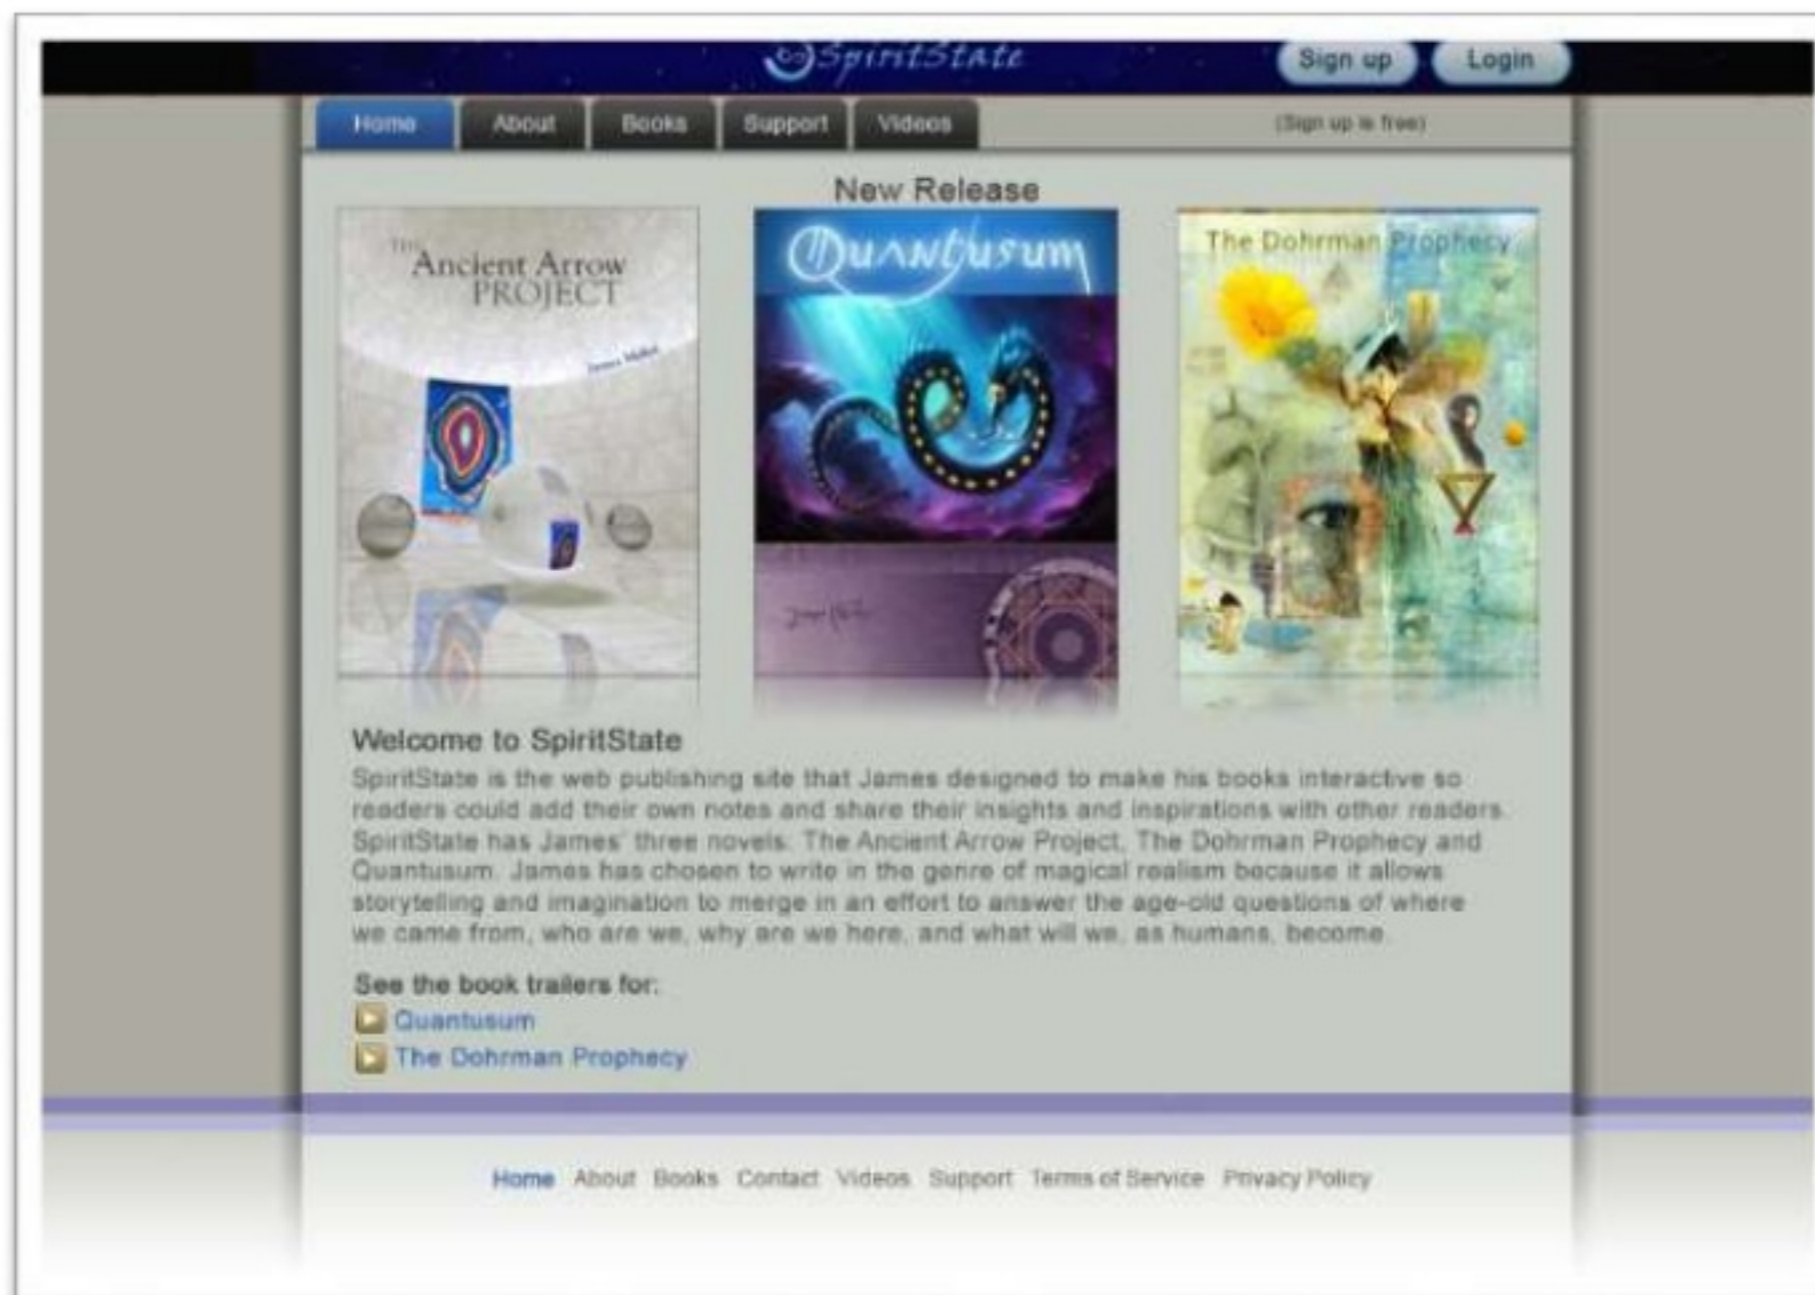 SpiritState
Sign up
Login
Home
About
Books
Support
Videos
(Sign up is free)
New Release
THE
Ancient Arrow
PROJECT
Quantusum
The Dohrman Prophecy
Welcome to SpiritState
SpiritState is the web publishing site that James designed to make his books interactive so
readers could add their own notes and share their insights and inspirations with other readers.
SpiritState has James' three novels: The Ancient Arrow Project, The Dohrman Prophecy and
Quantusum. James has chosen to write in the genre of magical realism because it allows
storytelling and imagination to merge in an effort to answer the age-old questions of where
we came from, who are we, why are we here, and what will we, as humans, become.
See the book trailers for:
Quantusum
The Dohrman Prophecy
Home About Books Contact Videos Support Terms of Service Privacy Policy